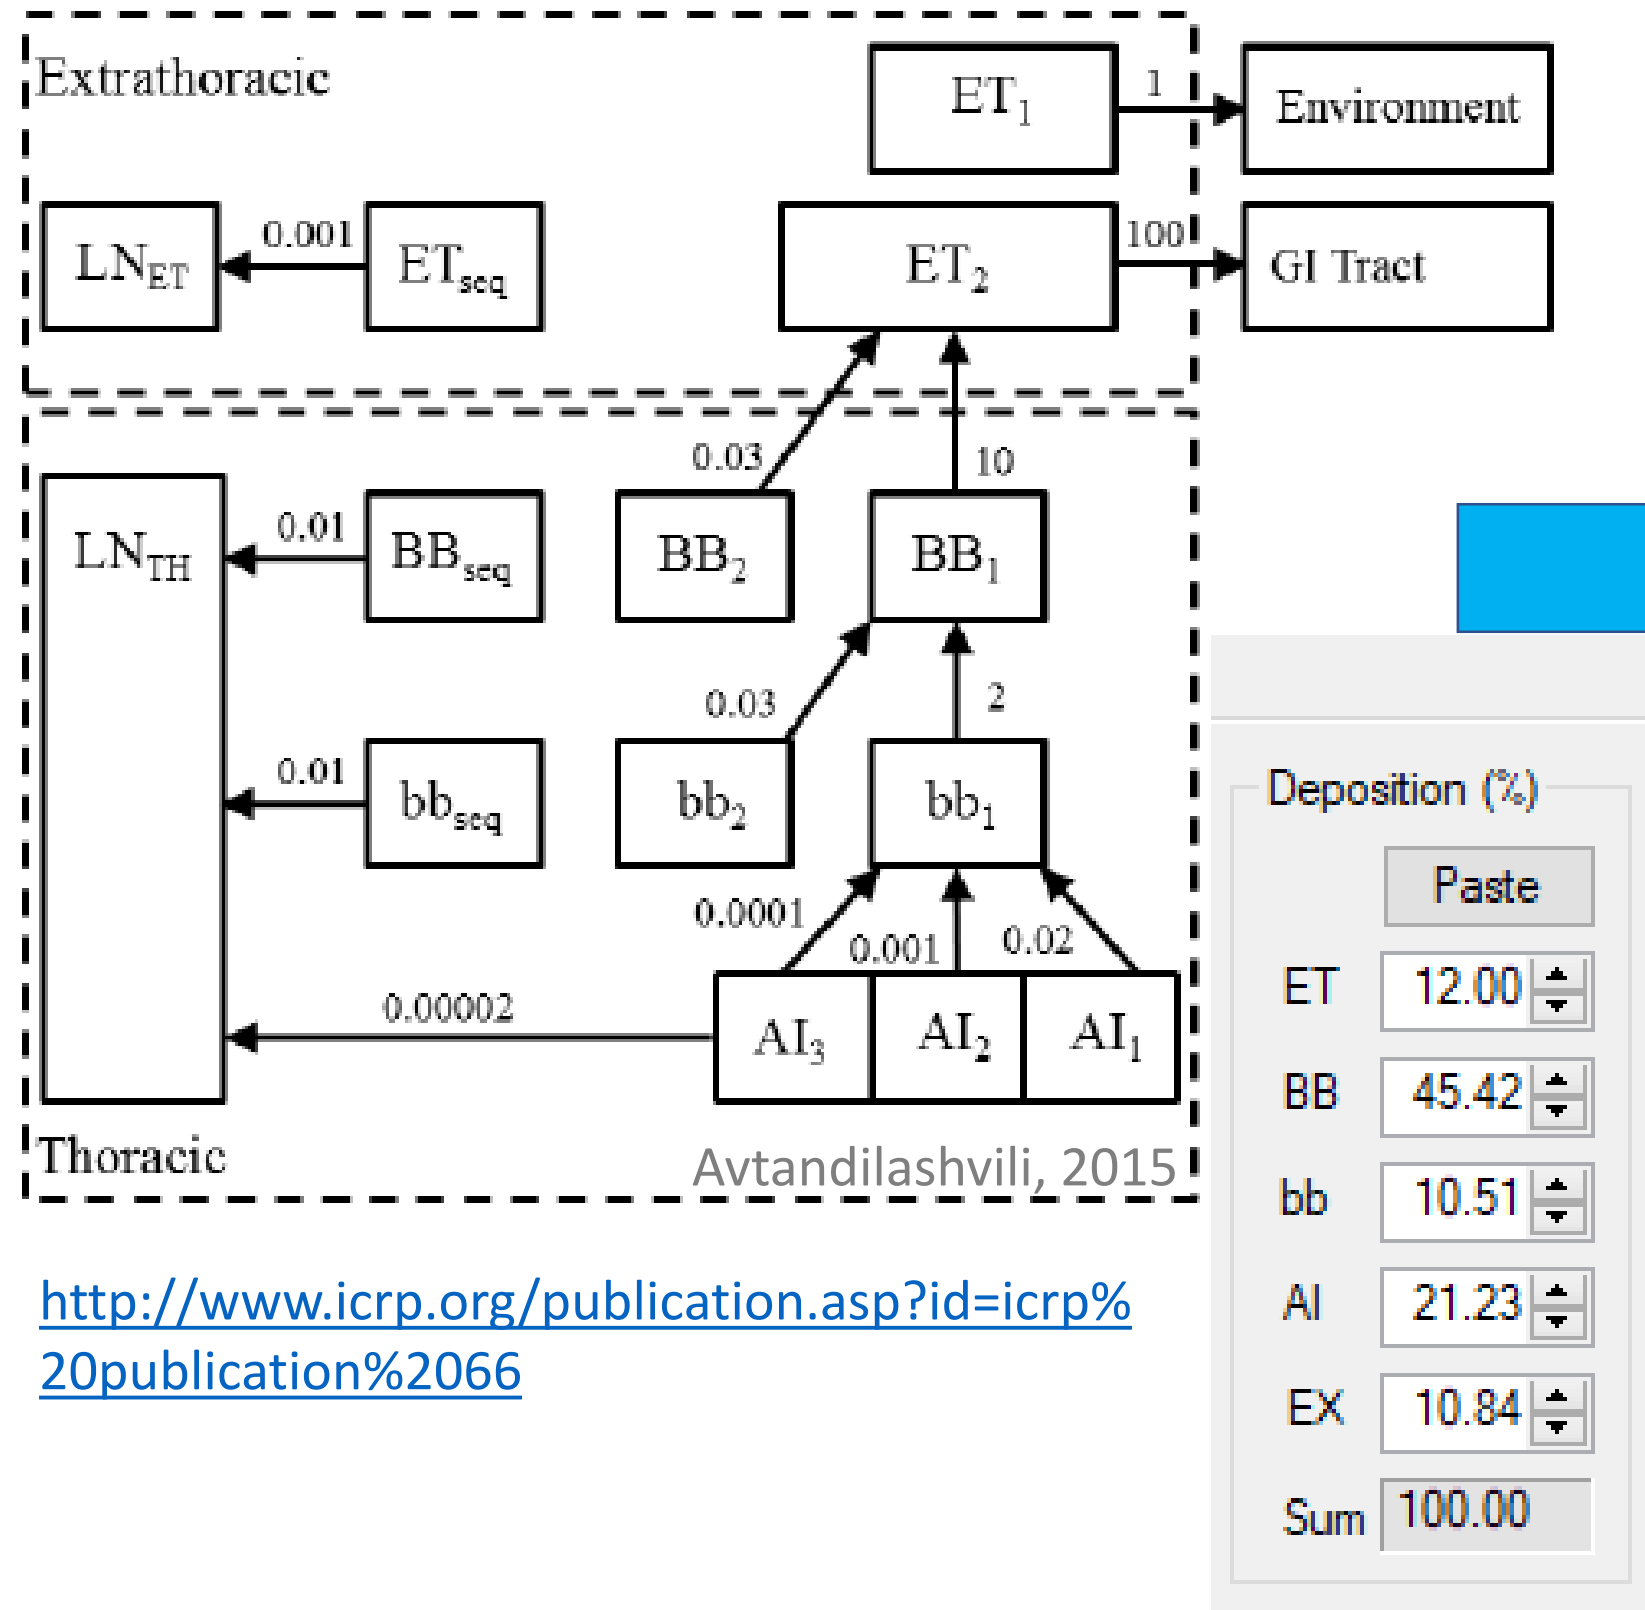 Extrathoracic
ET1
1
Environment
LNET
0.001
ETseq
ET2
100
GI Tract
0.03
10
LNTH
0.01
BBseq
BB2
BB1
0.03
2
0.01
bbseq
bb2
bb1
0.0001
0.001
0.02
0.00002
AI3
AI2
AI1
Thoracic
Avtandilashvili, 2015
http://www.icrp.org/publication.asp?id=icrp%
20publication%2066
Deposition (%)
Paste
ET 12.00
BB 45.42
bb 10.51
AI 21.23
EX 10.84
Sum 100.00